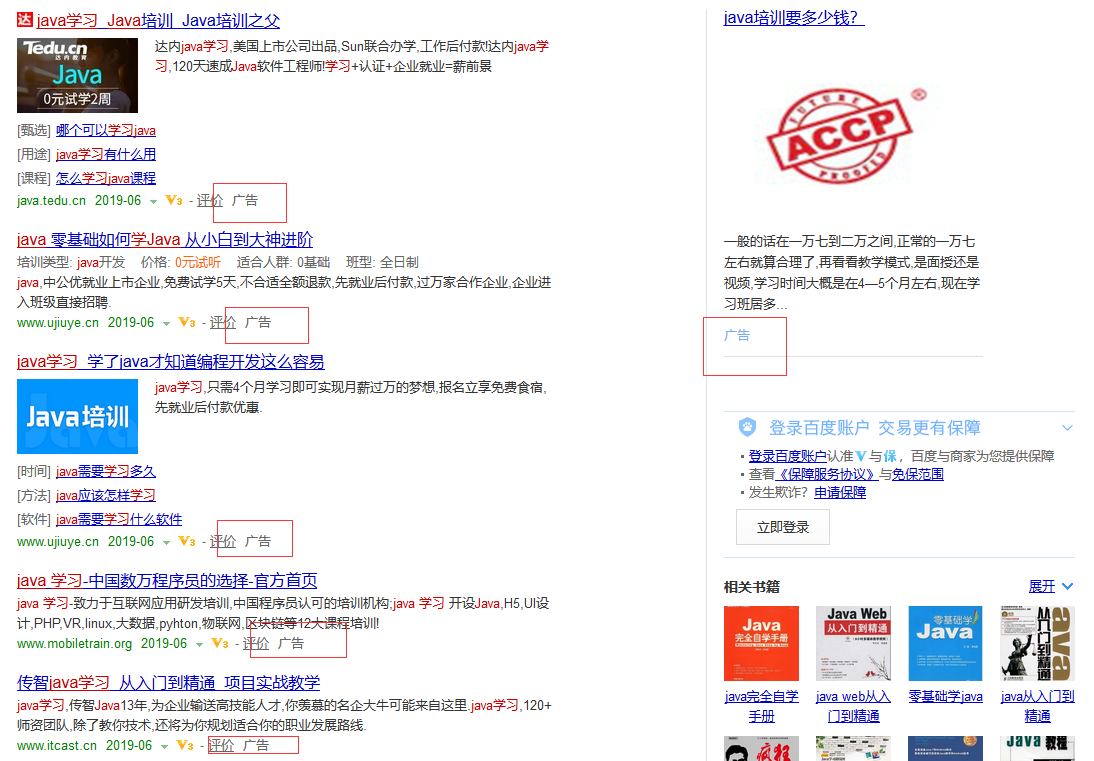 达 java学习_Java培训_Java培训之父
Tedu.cn
达内教育
Java
0元试学2周
达内java学习,美国上市公司出品,Sun联合办学,工作后付款!达内java学
习,120天速成Java软件工程师!学习+认证+企业就业=薪前景
[甄选] 哪个可以学习java
[用途] java学习有什么用
[课程] 怎么学习java课程
java.tedu.cn 2019-06 V3 - 评价 广告
java 零基础如何学Java 从小白到大神进阶
培训类型: java开发 价格: 0元试听 适合人群: 0基础 班型: 全日制
java,中公优就业上市企业,免费试学5天,不合适全额退款,先就业后付款,过万家合作企业,企业进
入班级直接招聘.
www.ujiuye.cn 2019-06 V3 - 评价 广告
java学习_学了java才知道编程开发这么容易
Java培训
java学习,只需4个月学习即可实现月薪过万的梦想,报名立享免费食宿,
先就业后付款优惠.
[时间] java需要学习多久
[方法] java应该怎样学习
[软件] java需要学习什么软件
www.ujiuye.cn 2019-06 V3 - 评价 广告
java 学习-中国数万程序员的选择-官方首页
java 学习-致力于互联网应用研发培训,中国程序员认可的培训机构;java 学习 开设Java,H5,UI设
计,PHP,VR,linux,大数据,pyhton,物联网,区块链等12大课程培训!
www.mobiletrain.org 2019-06 V3 - 评价 广告
传智java学习_从入门到精通_项目实战教学
java学习,传智Java13年,为企业输送高技能人才,你羡慕的名企大牛可能来自这里.java学习,120+
师资团队,除了教你技术,还将为你规划适合你的职业发展路线.
www.itcast.cn 2019-06 V3 - 评价 广告
java培训要多少钱？
FUTURE
ACCP
PROOFED
一般的话在一万七到二万之间,正常的一万七
左右就算合理了,再看看教学模式,是面授还是
视频,学习时间大概是在4—5个月左右,现在学
习班居多...
广告
登录百度账户 交易更有保障
登录百度账户认准V与保，百度与商家为您提供保障
查看《保障服务协议》与免保范围
发生欺诈？申请保障
立即登录
相关书籍 展开
Java
完全自学手册
Java Web
从入门到精通
零基础学
Java
java
从入门到精通
java完全自学
手册
java web从入
门到精通
零基础学java
java从入门到
精通
疯狂
Java 教程